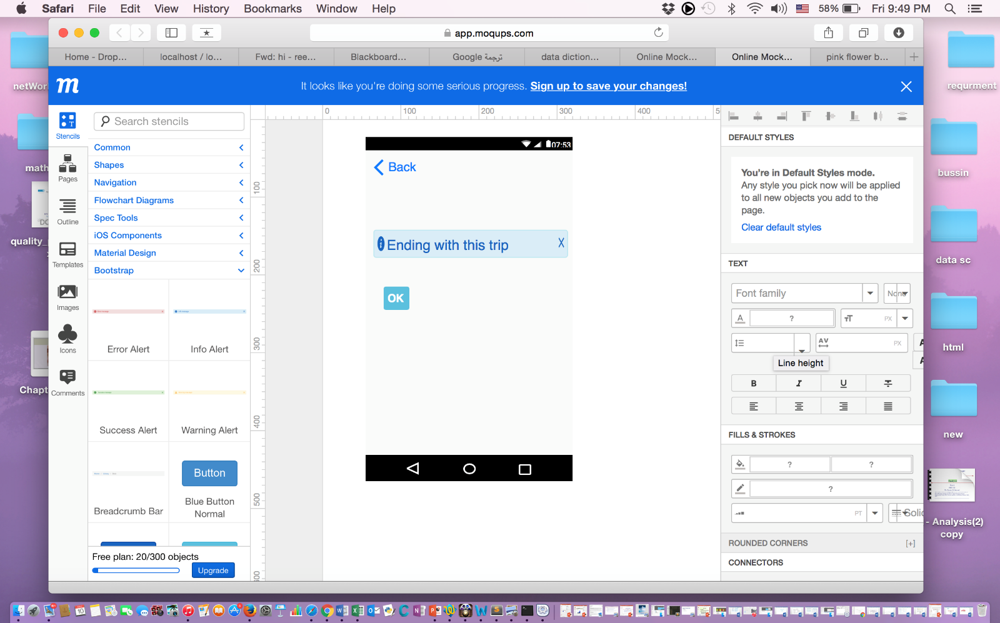 Safari File Edit View History Bookmarks Window Help 58% Fri 9:49 PM
app.moqups.com
Home - Drop... localhost / lo... Fwd: hi - ree... Blackboard... Google ترجمة data diction... Online Mock... Online Mock... pink flower b...
m
It looks like you're doing some serious progress. Sign up to save your changes!
Stencils
Pages
Outline
Templates
Images
Icons
Comments
Search stencils
Common
Shapes
Navigation
Flowchart Diagrams
Spec Tools
iOS Components
Material Design
Bootstrap
Error Alert
Info Alert
Success Alert
Warning Alert
Breadcrumb Bar
Button
Blue Button
Normal
Free plan: 20/300 objects
Upgrade
0 100 200 300 400 5
100
200
300
400
500
07:53
Back
Ending with this trip X
OK
DEFAULT STYLES
You're in Default Styles mode.
Any style you pick now will be applied
to all new objects you add to the
page.
Clear default styles
TEXT
Font family
None
A ? TT PX
AV PX
Line height
B I U T
FILLS & STROKES
? ?
?
PT Solid
ROUNDED CORNERS [+]
CONNECTORS
netWor
math
DOC
quality_
Chapt
requrment
bussin
data sc
html
new
- Analysis(2)
copy